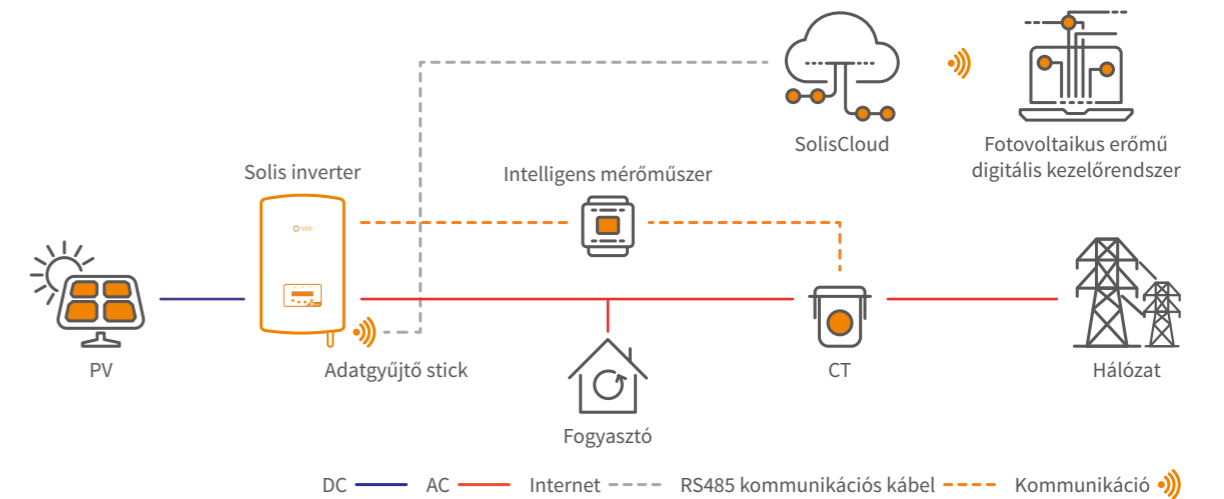 SolisCloud
Fotovoltaikus erőmű
digitális kezelőrendszer
Solis inverter
Intelligens mérőműszer
PV
Adatgyűjtő stick
CT
Hálózat
Fogyasztó
DC
AC
Internet
RS485 kommunikációs kábel
Kommunikáció